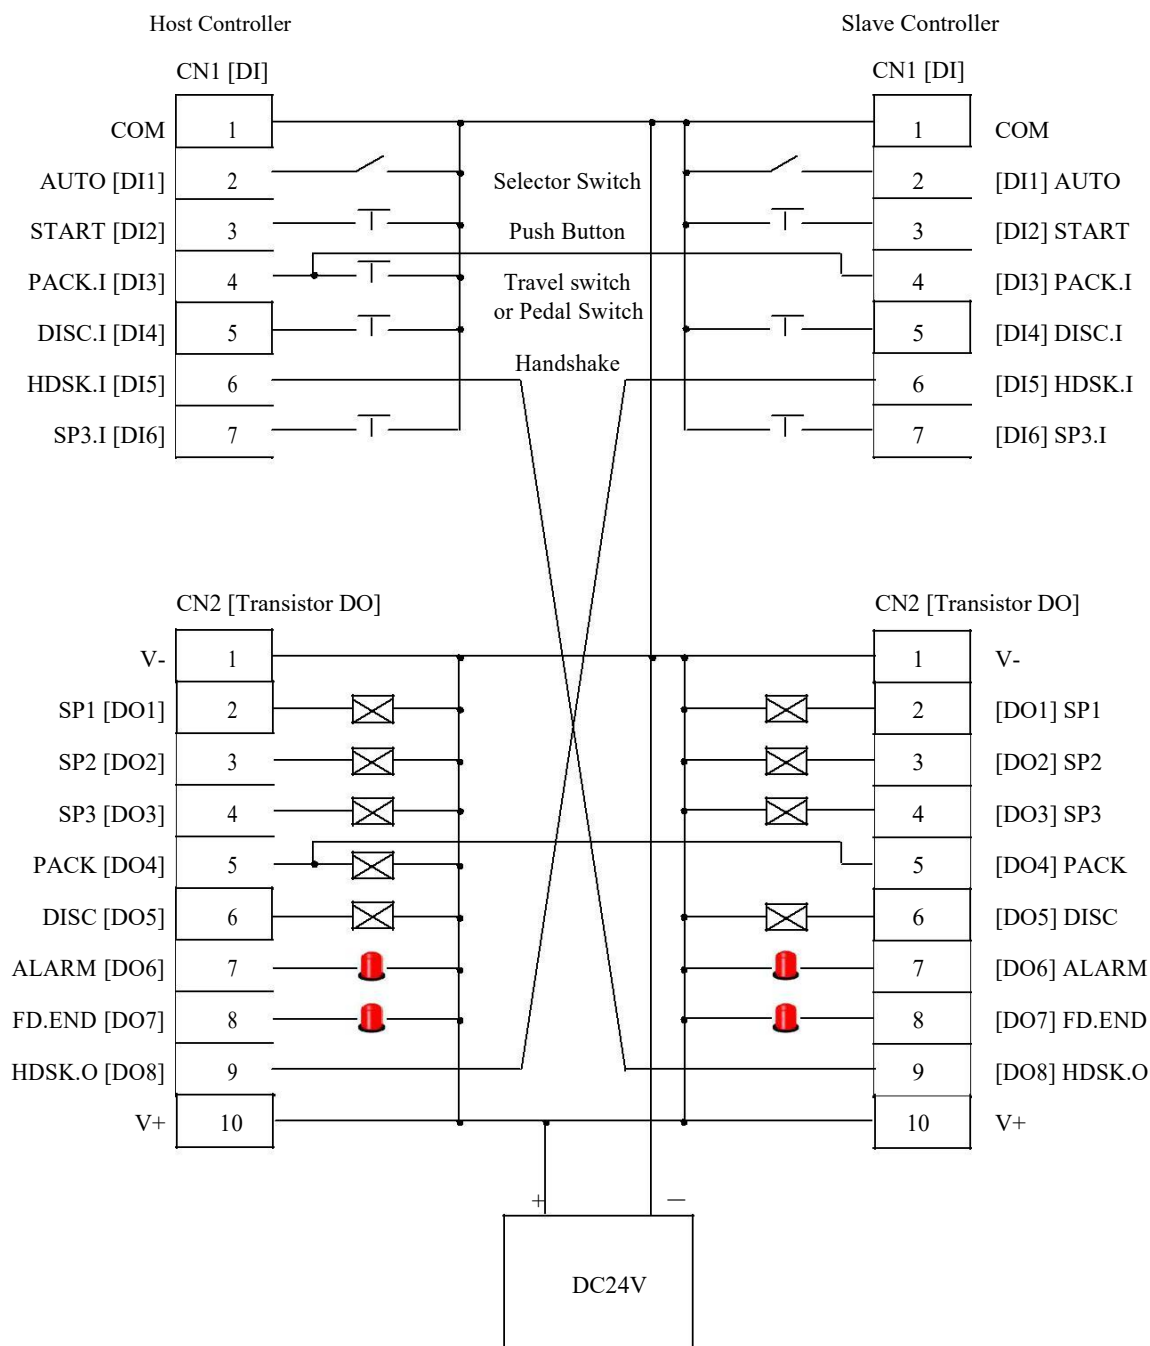 Host Controller Slave Controller
CN1 [DI] CN1 [DI]
COM 1 1 COM
AUTO [DI1] 2 Selector Switch 2 [DI1] AUTO
START [DI2] 3 Push Button 3 [DI2] START
PACK.I [DI3] 4 Travel switch 4 [DI3] PACK.I
or Pedal Switch
DISC.I [DI4] 5 5 [DI4] DISC.I
Handshake
HDSK.I [DI5] 6 6 [DI5] HDSK.I
SP3.I [DI6] 7 7 [DI6] SP3.I
CN2 [Transistor DO] CN2 [Transistor DO]
V- 1 1 V-
SP1 [DO1] 2 2 [DO1] SP1
SP2 [DO2] 3 3 [DO2] SP2
SP3 [DO3] 4 4 [DO3] SP3
PACK [DO4] 5 5 [DO4] PACK
DISC [DO5] 6 6 [DO5] DISC
ALARM [DO6] 7 7 [DO6] ALARM
FD.END [DO7] 8 8 [DO7] FD.END
HDSK.O [DO8] 9 9 [DO8] HDSK.O
V+ 10 10 V+
+ —
DC24V